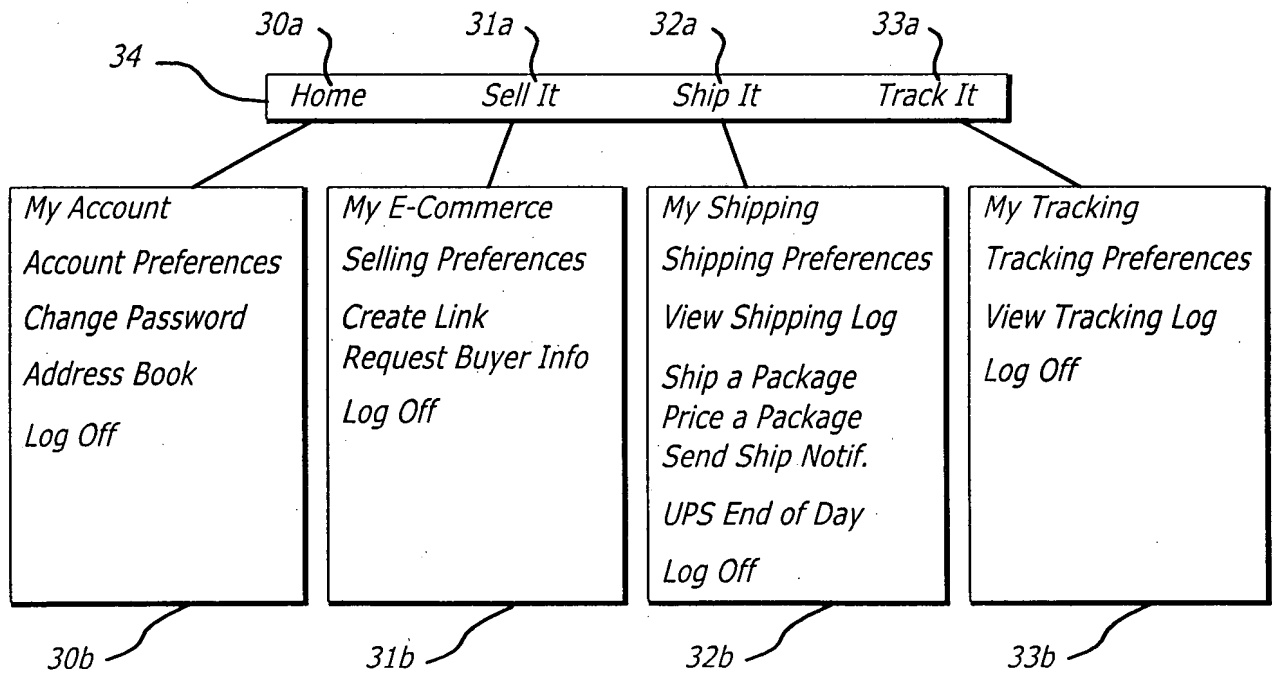 30a 31a 32a 33a
34
Home Sell It Ship It Track It
My Account
Account Preferences
Change Password
Address Book
Log Off
My E-Commerce
Selling Preferences
Create Link
Request Buyer Info
Log Off
My Shipping
Shipping Preferences
View Shipping Log
Ship a Package
Price a Package
Send Ship Notif.
UPS End of Day
Log Off
My Tracking
Tracking Preferences
View Tracking Log
Log Off
30b 31b 32b 33b